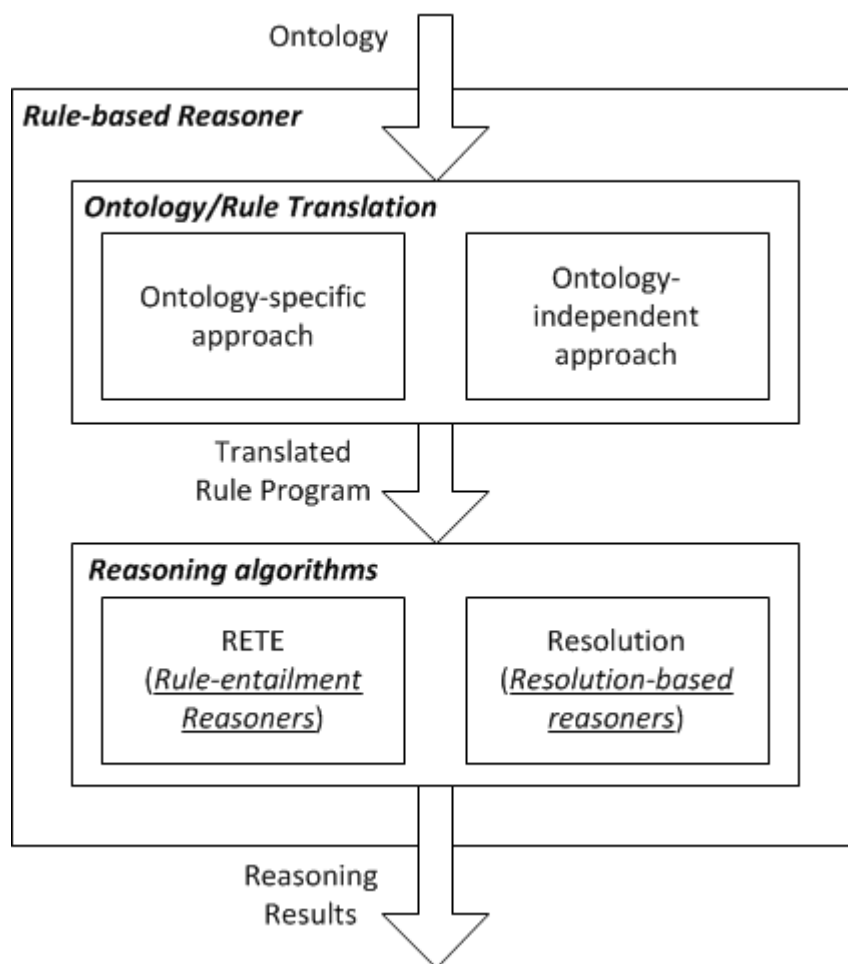 Ontology
Rule-based Reasoner
Ontology/Rule Translation
Ontology-specific
approach
Ontology-
independent
approach
Translated
Rule Program
Reasoning algorithms
RETE
(Rule-entailment
Reasoners)
Resolution
(Resolution-based
reasoners)
Reasoning
Results